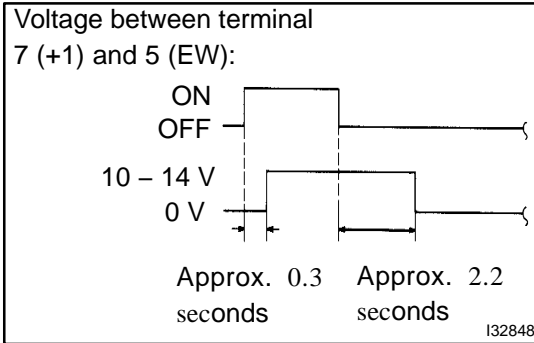 Voltage between terminal
7 (+1) and 5 (EW):
ON
OFF
10 – 14 V
0 V
Approx. 0.3 Approx. 2.2
seconds seconds
I32848